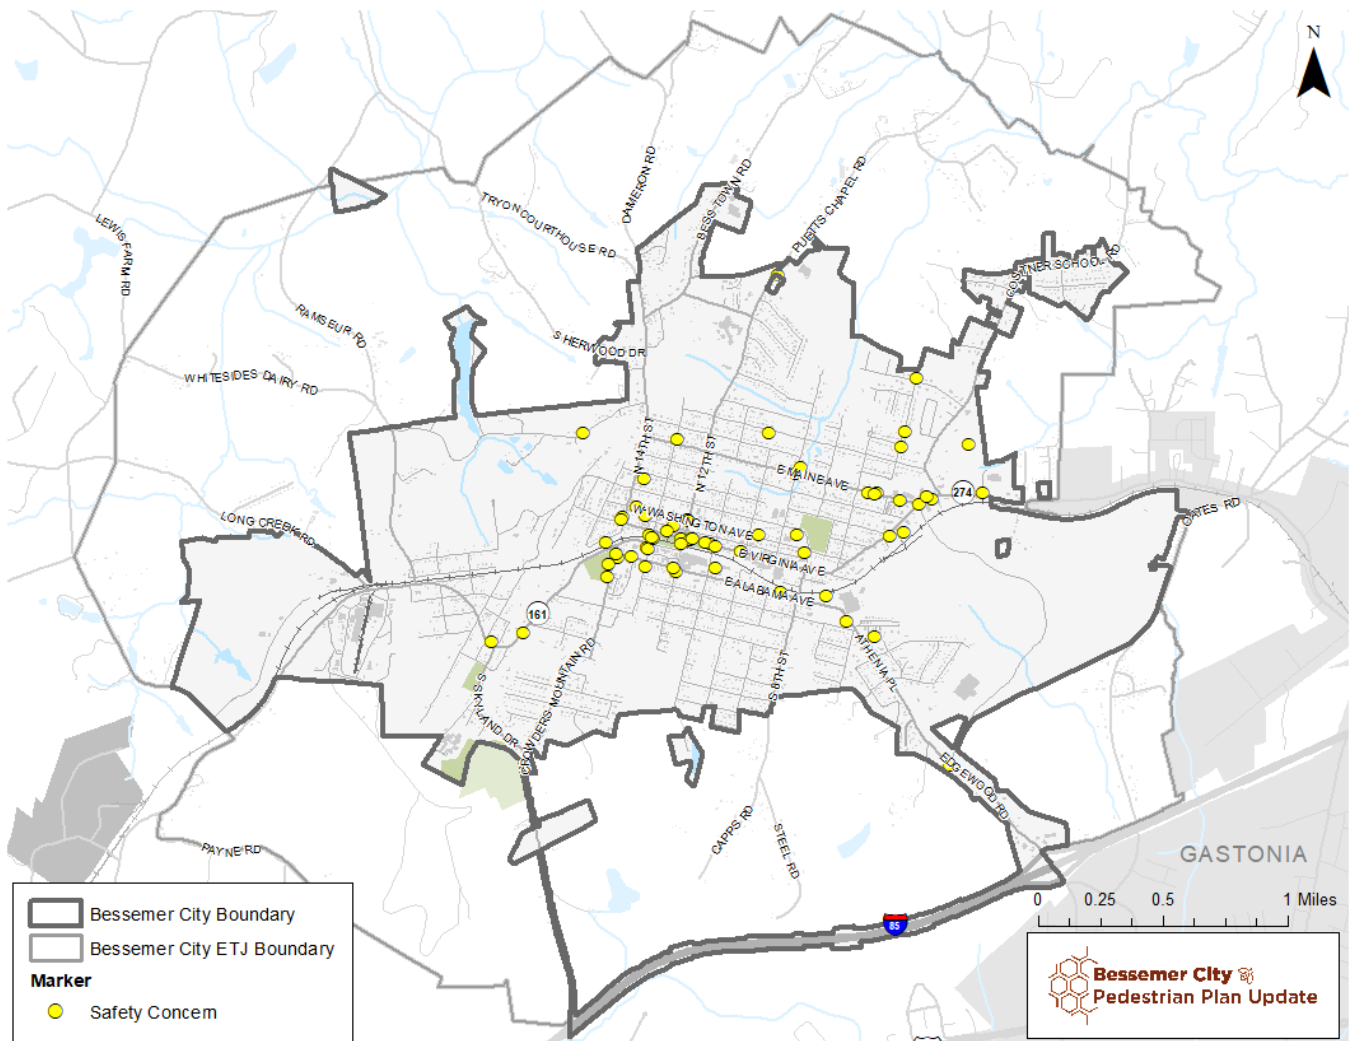 N
DAMERON RD
BESS TOWN RD
PUETTS CHAPEL RD
TRYON COURTHOUSE RD
LEWIS FARM RD
COSTNER SCHOOL RD
RAMSEUR RD
SHERWOOD DR
WHITESIDES DAIRY RD
N 14TH ST
N 12TH ST
E MAINE AVE
274
W WASHINGTON AVE
OATES RD
LONG CREEK RD
E VIRGINIA AVE
E ALABAMA AVE
161
ATHENIA PL
S 8TH ST
S SKYLAND DR
CROWDERS MOUNTAIN RD
EDGEWOOD RD
CAPPS RD
STEEL RD
PAYNE RD
GASTONIA
85
0 0.25 0.5 1 Miles
Bessemer City Boundary
Bessemer City ETJ Boundary
Marker
Safety Concern
Bessemer City
Pedestrian Plan Update